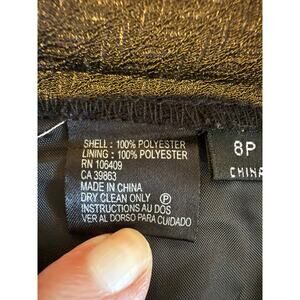 SHELL: 100% POLYESTER
LINING: 100% POLYESTER
RN 106409
CA 39863
MADE IN CHINA
DRY CLEAN ONLY
INSTRUCTIONS AU DOS
VER AL DORSO PARA CUIDADO
8P
CHINA